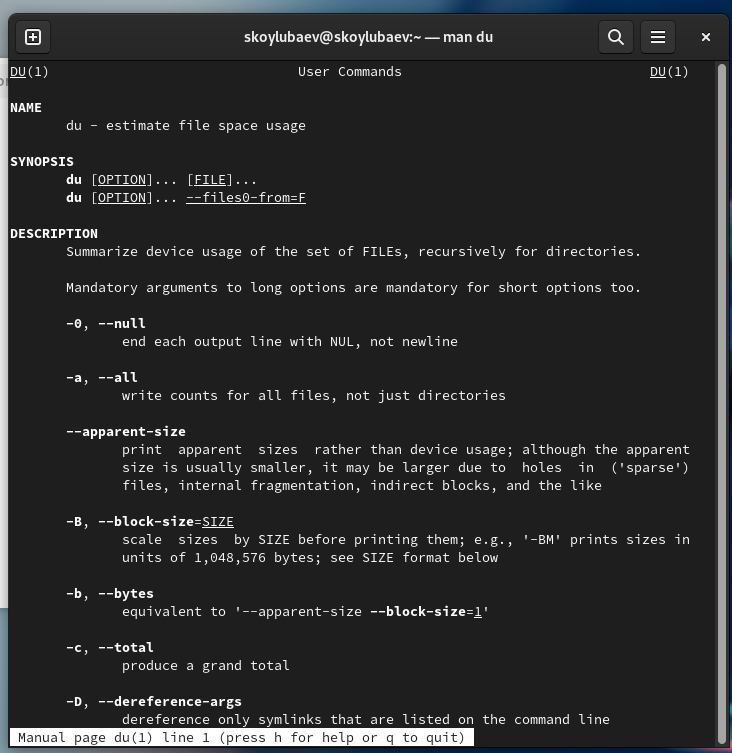 skoylubaev@skoylubaev:~ — man du
DU(1) User Commands DU(1)
NAME
du - estimate file space usage
SYNOPSIS
du [OPTION]... [FILE]...
du [OPTION]... --files0-from=F
DESCRIPTION
Summarize device usage of the set of FILEs, recursively for directories.
Mandatory arguments to long options are mandatory for short options too.
-0, --null
end each output line with NUL, not newline
-a, --all
write counts for all files, not just directories
--apparent-size
print apparent sizes rather than device usage; although the apparent
size is usually smaller, it may be larger due to holes in ('sparse')
files, internal fragmentation, indirect blocks, and the like
-B, --block-size=SIZE
scale sizes by SIZE before printing them; e.g., '-BM' prints sizes in
units of 1,048,576 bytes; see SIZE format below
-b, --bytes
equivalent to '--apparent-size --block-size=1'
-c, --total
produce a grand total
-D, --dereference-args
dereference only symlinks that are listed on the command line
Manual page du(1) line 1 (press h for help or q to quit)